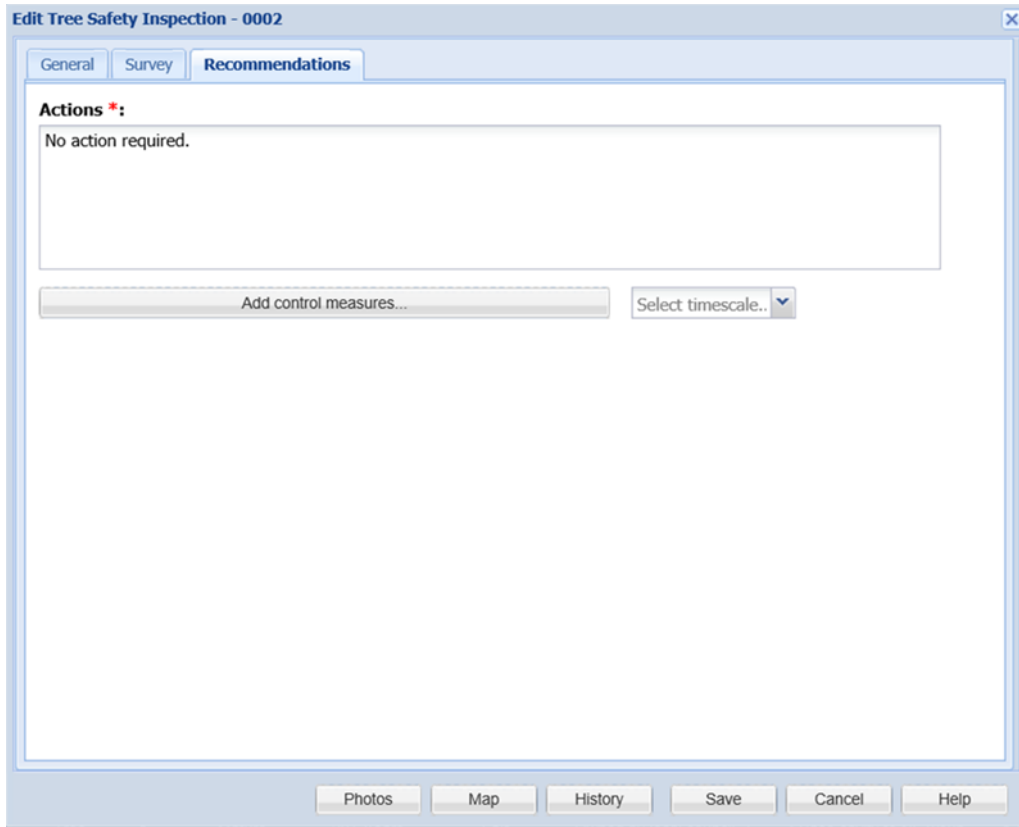 Edit Tree Safety Inspection - 0002
General Survey Recommendations
Actions *:
No action required.
Add control measures... Select timescale..
Photos Map History Save Cancel Help